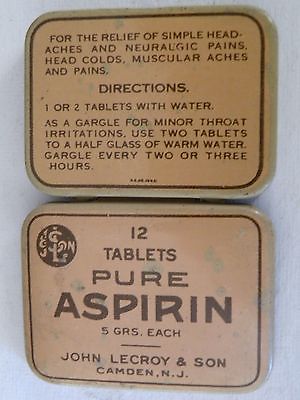 FOR THE RELIEF OF SIMPLE HEAD-
ACHES AND NEURALGIC PAINS,
HEAD COLDS, MUSCULAR ACHES
AND PAINS.
DIRECTIONS.
1 OR 2 TABLETS WITH WATER.
AS A GARGLE FOR MINOR THROAT
IRRITATIONS, USE TWO TABLETS
TO A HALF GLASS OF WARM WATER.
GARGLE EVERY TWO OR THREE
HOURS.
12
TABLETS
PURE
ASPIRIN
5 GRS. EACH
JOHN LECROY & SON
CAMDEN, N.J.